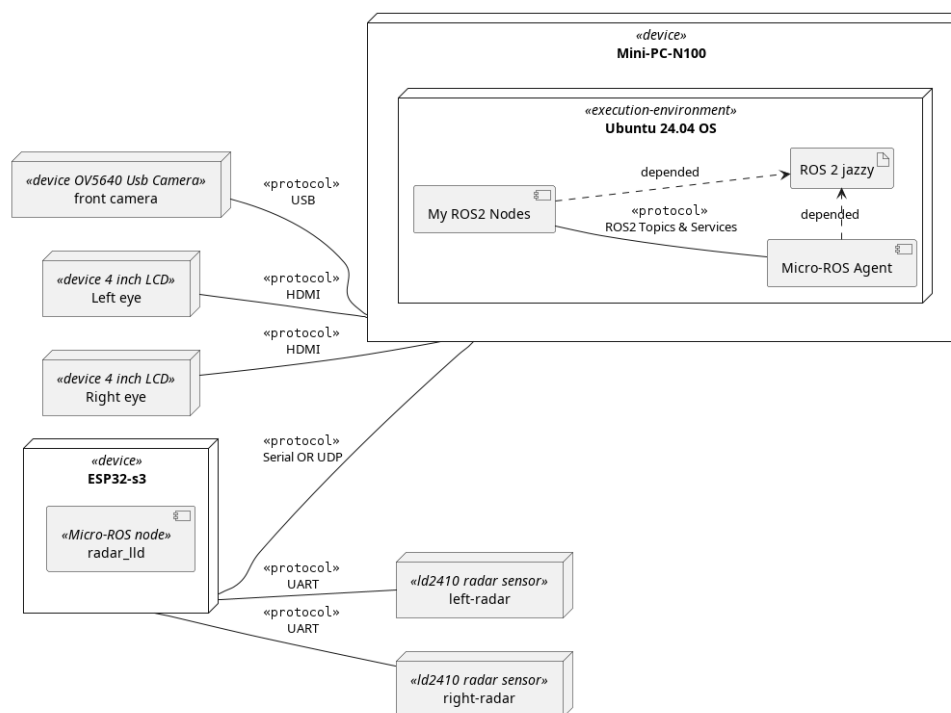 «device»
Mini-PC-N100
«execution-environment»
Ubuntu 24.04 OS
ROS 2 jazzy
depended
My ROS2 Nodes
«protocol»
ROS2 Topics & Services
depended
Micro-ROS Agent
«device OV5640 Usb Camera»
front camera
«protocol»
USB
«device 4 inch LCD»
Left eye
«protocol»
HDMI
«device 4 inch LCD»
Right eye
«protocol»
HDMI
«protocol»
Serial OR UDP
«device»
ESP32-s3
«Micro-ROS node»
radar_lld
«protocol»
UART
«ld2410 radar sensor»
left-radar
«protocol»
UART
«ld2410 radar sensor»
right-radar